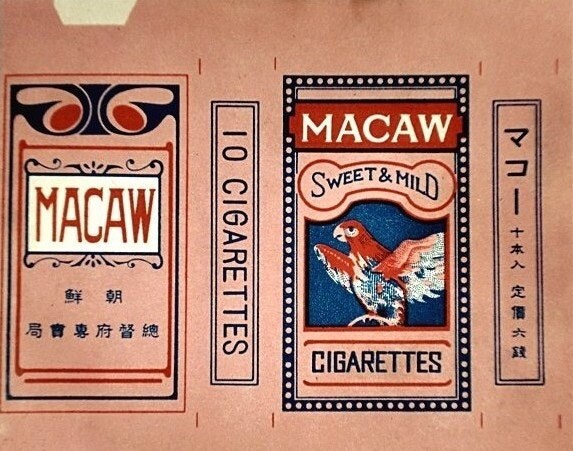 MACAW
朝鮮
總督府專賣局
10 CIGARETTES
MACAW
SWEET & MILD
CIGARETTES
マコー 十本入 定價六錢